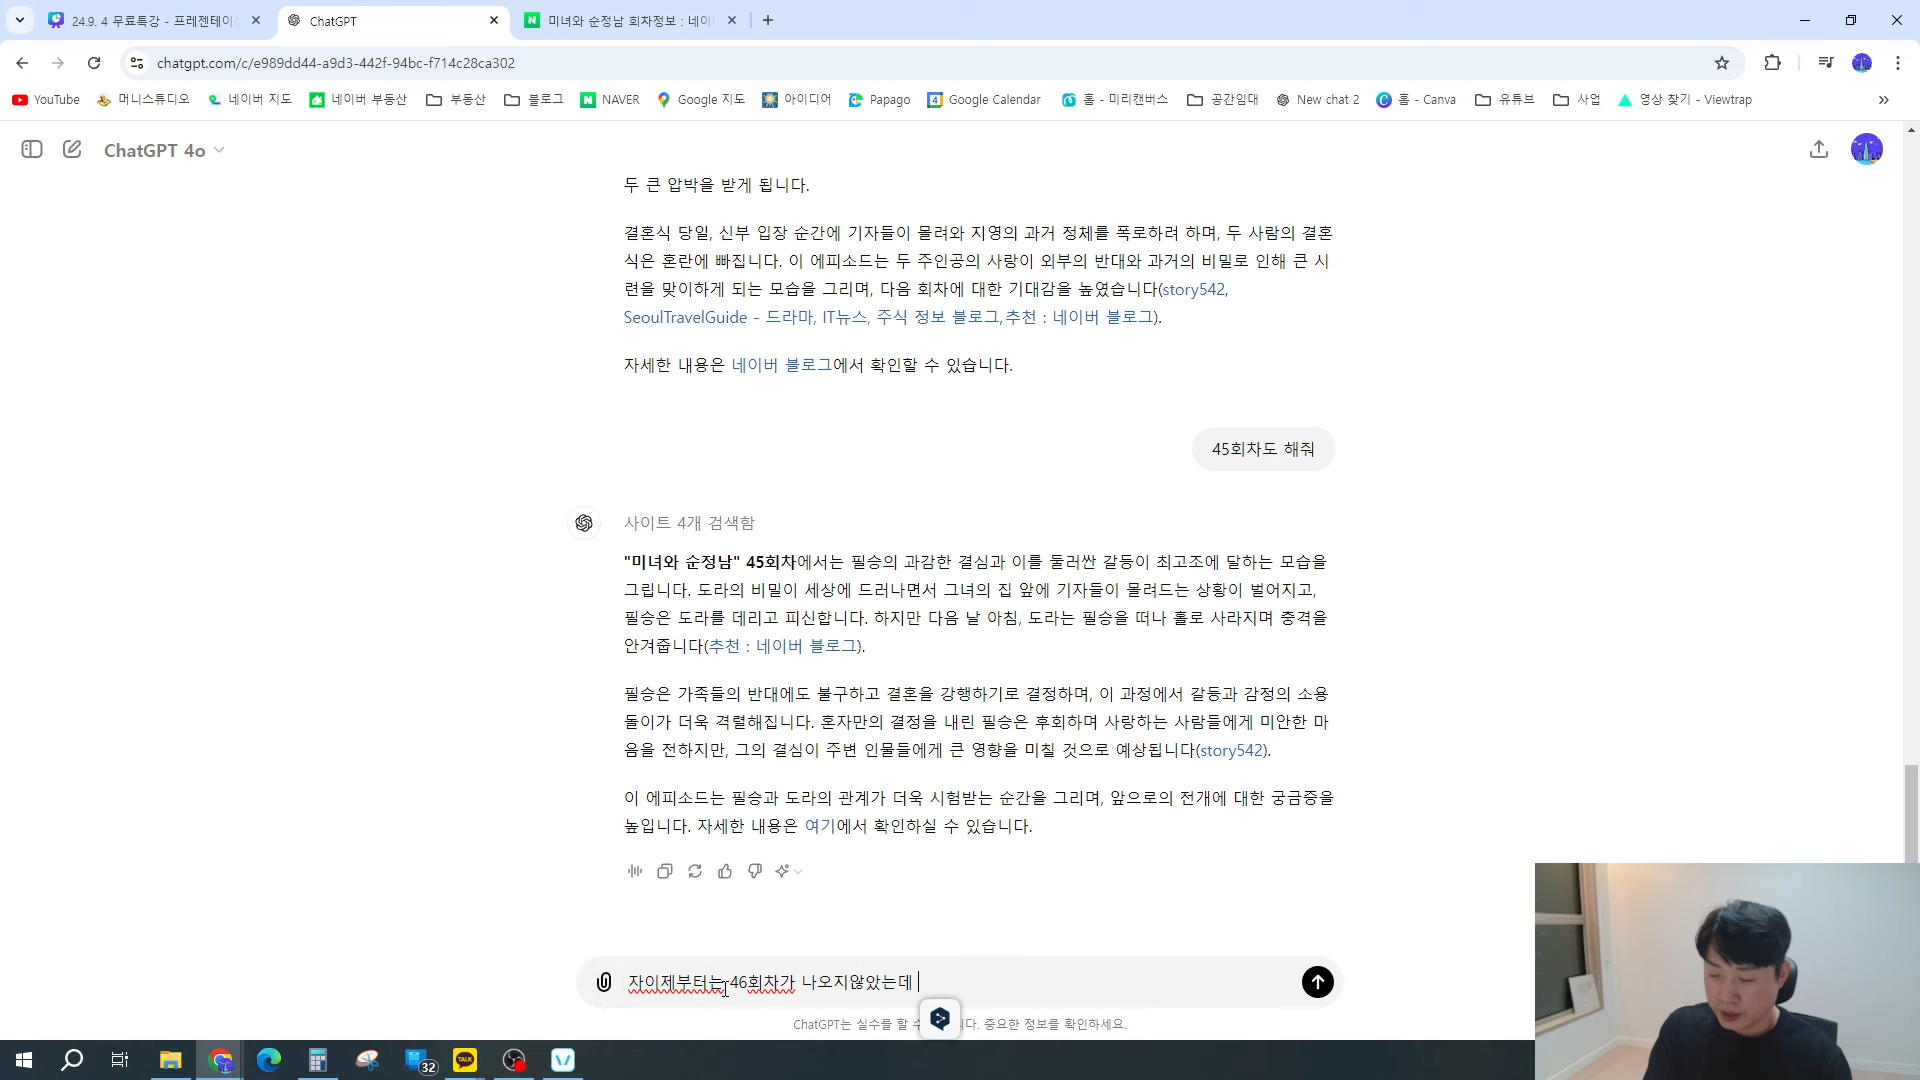 24.9. 4 무료특강 - 프레젠테이
ChatGPT
미녀와 순정남 회차정보 : 네이
chatgpt.com/c/e989dd44-a9d3-442f-94bc-f714c28ca302
YouTube
머니스튜디오
네이버 지도
네이버 부동산
부동산
블로그
NAVER
Google 지도
아이디어
Papago
Google Calendar
홈 - 미리캔버스
공간임대
New chat 2
홈 - Canva
유튜브
사업
영상 찾기 - Viewtrap
ChatGPT 4o
두 큰 압박을 받게 됩니다.
결혼식 당일, 신부 입장 순간에 기자들이 몰려와 지영의 과거 정체를 폭로하려 하며, 두 사람의 결혼
식은 혼란에 빠집니다. 이 에피소드는 두 주인공의 사랑이 외부의 반대와 과거의 비밀로 인해 큰 시
련을 맞이하게 되는 모습을 그리며, 다음 회차에 대한 기대감을 높였습니다(story542,
SeoulTravelGuide - 드라마, IT뉴스, 주식 정보 블로그,추천 : 네이버 블로그).
자세한 내용은 네이버 블로그에서 확인할 수 있습니다.
45회차도 해줘
사이트 4개 검색함
"미녀와 순정남" 45회차에서는 필승의 과감한 결심과 이를 둘러싼 갈등이 최고조에 달하는 모습을
그립니다. 도라의 비밀이 세상에 드러나면서 그녀의 집 앞에 기자들이 몰려드는 상황이 벌어지고,
필승은 도라를 데리고 피신합니다. 하지만 다음 날 아침, 도라는 필승을 떠나 홀로 사라지며 충격을
안겨줍니다(추천 : 네이버 블로그).
필승은 가족들의 반대에도 불구하고 결혼을 강행하기로 결정하며, 이 과정에서 갈등과 감정의 소용
돌이가 더욱 격렬해집니다. 혼자만의 결정을 내린 필승은 후회하며 사랑하는 사람들에게 미안한 마
음을 전하지만, 그의 결심이 주변 인물들에게 큰 영향을 미칠 것으로 예상됩니다(story542).
이 에피소드는 필승과 도라의 관계가 더욱 시험받는 순간을 그리며, 앞으로의 전개에 대한 궁금증을
높입니다. 자세한 내용은 여기에서 확인하실 수 있습니다.
자이제부터는 46회차가 나오지않았는데
ChatGPT는 실수를 할 수 다. 중요한 정보를 확인하세요.
TALK
32